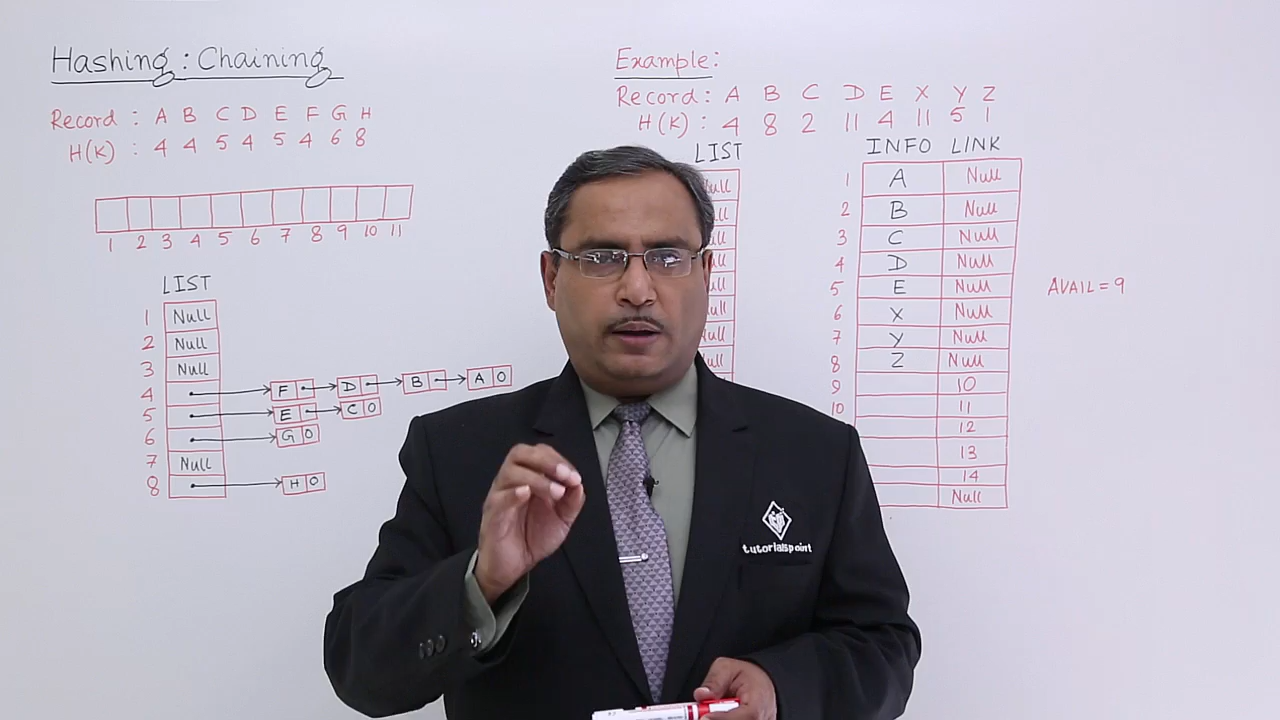 Hashing : Chaining
Record : A B C D E F G H
H(K) : 4 4 5 4 5 4 6 8
1 2 3 4 5 6 7 8 9 10 11
LIST
1 Null
2 Null
3 Null
4 F D B A 0
5 E C 0
6 G 0
7 Null
8 H 0
Example:
Record: A B C D E X Y Z
H(K) : 4 8 2 11 4 11 5 1
LIST
INFO LINK
1 A Null
2 B Null
3 C Null
4 D Null
5 E Null
6 X Null
7 Y Null
8 Z Null
9 10
10 11
12
13
14
Null
AVAIL = 9
tutorialspoint